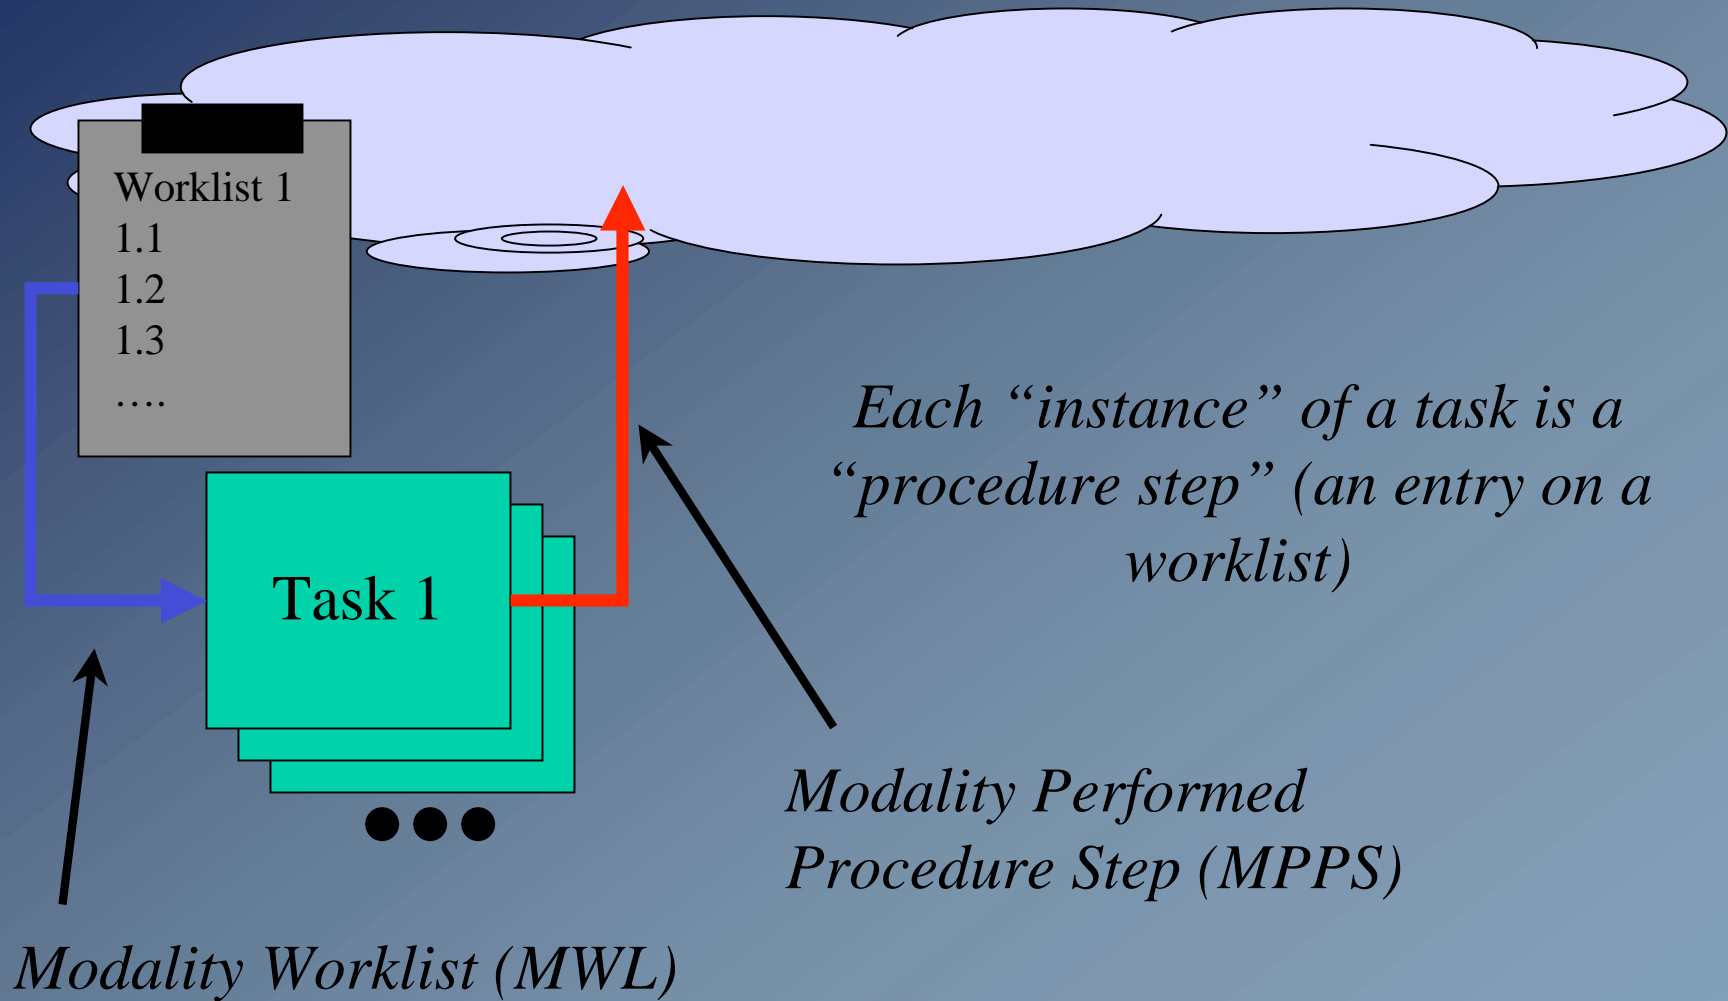 Worklist 1
1.1
1.2
1.3
….
Each “instance” of a task is a
“procedure step” (an entry on a
worklist)
Task 1
Modality Performed
Procedure Step (MPPS)
Modality Worklist (MWL)